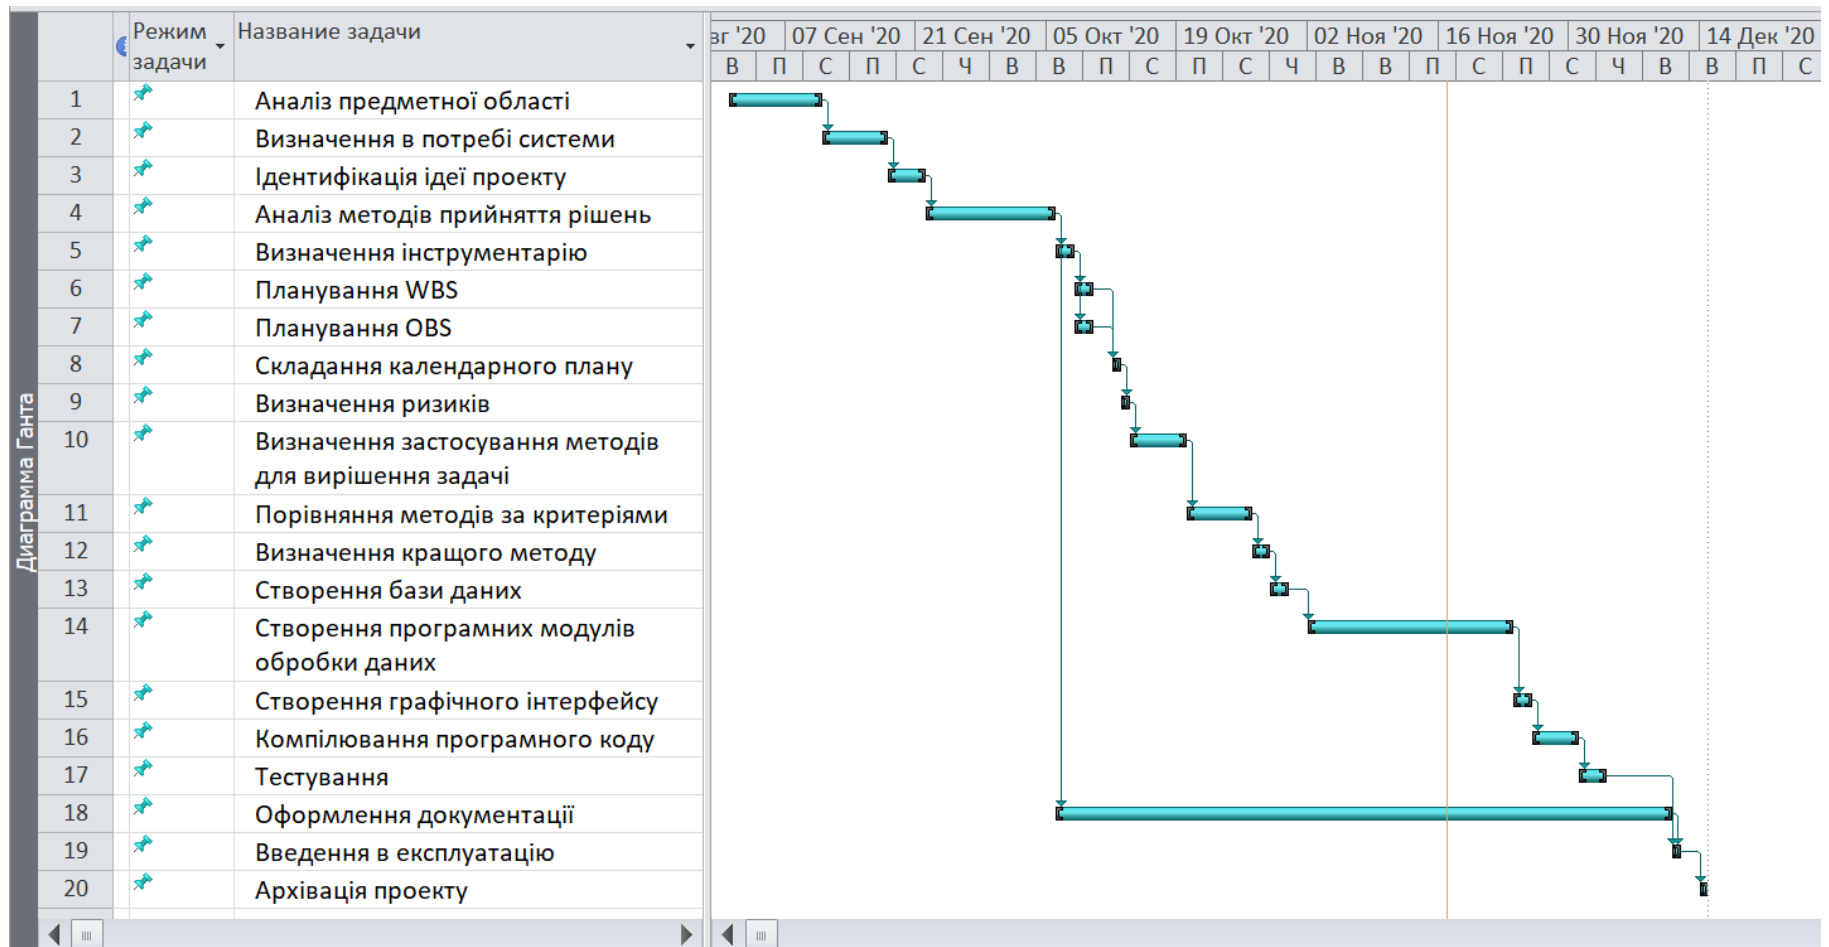 Режим
задачи
Название задачи
вг '20 07 Сен '20 21 Сен '20 05 Окт '20 19 Окт '20 02 Ноя '20 16 Ноя '20 30 Ноя '20 14 Дек '20
В П С П С Ч В В П С П С Ч В В П С П С Ч В В П С
1 Аналіз предметної області
2 Визначення в потребі системи
3 Ідентифікація ідеї проекту
4 Аналіз методів прийняття рішень
5 Визначення інструментарію
6 Планування WBS
7 Планування OBS
8 Складання календарного плану
9 Визначення ризиків
10 Визначення застосування методів
для вирішення задачі
11 Порівняння методів за критеріями
12 Визначення кращого методу
13 Створення бази даних
14 Створення програмних модулів
обробки даних
15 Створення графічного інтерфейсу
16 Компілювання програмного коду
17 Тестування
18 Оформлення документації
19 Введення в експлуатацію
20 Архівація проекту
Диаграмма Ганта